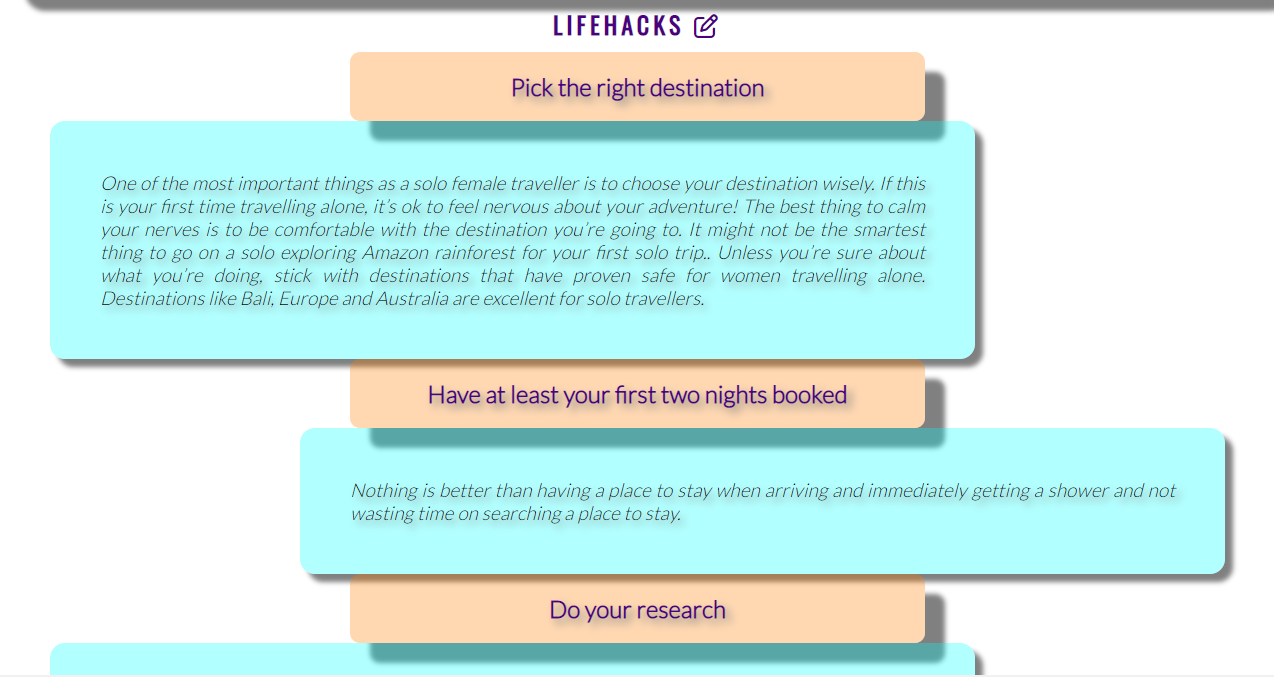 LIFEHACKS
Pick the right destination
One of the most important things as a solo female traveller is to choose your destination wisely. If this
is your first time travelling alone, it’s ok to feel nervous about your adventure! The best thing to calm
your nerves is to be comfortable with the destination you’re going to. It might not be the smartest
thing to go on a solo exploring Amazon rainforest for your first solo trip.. Unless you’re sure about
what you’re doing, stick with destinations that have proven safe for women travelling alone.
Destinations like Bali, Europe and Australia are excellent for solo travellers.
Have at least your first two nights booked
Nothing is better than having a place to stay when arriving and immediately getting a shower and not
wasting time on searching a place to stay.
Do your research